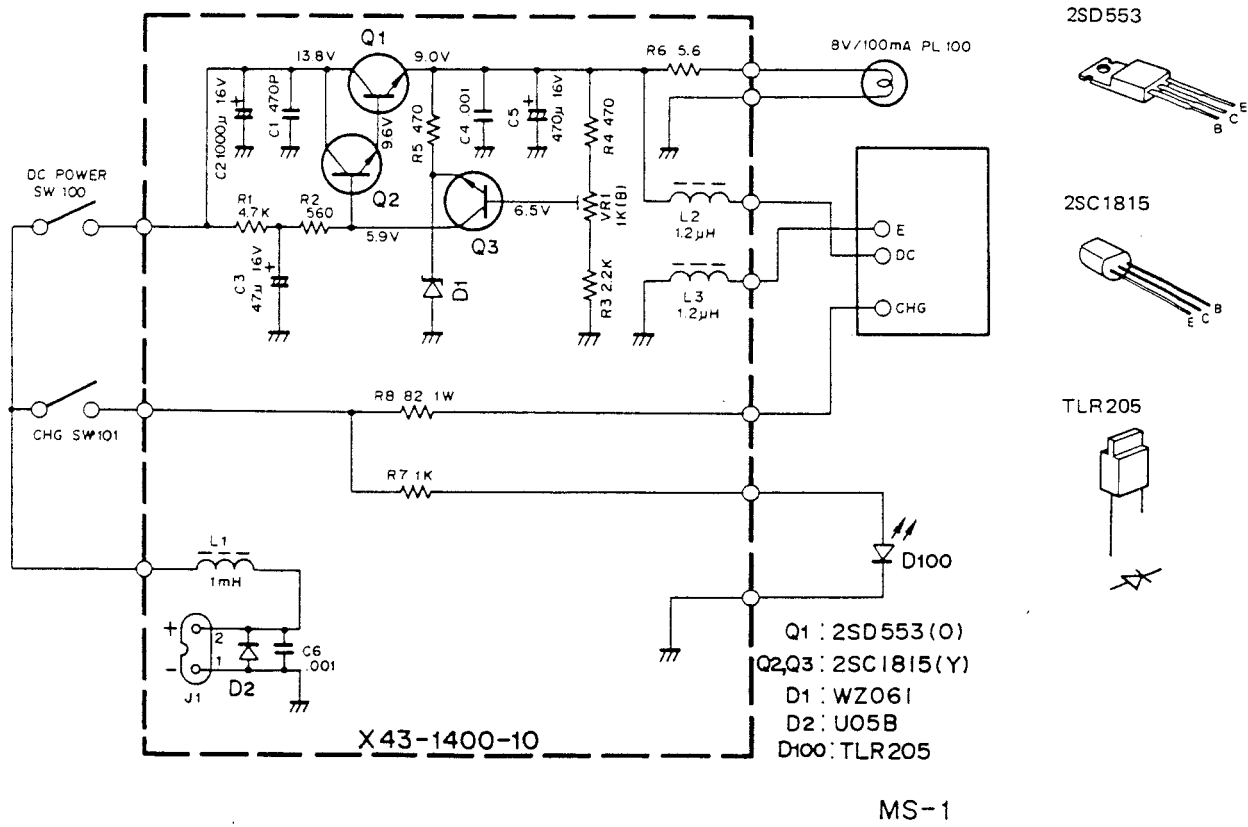 2SD553
Q1
13.8V
9.0V
R6 5.6
8V/100mA PL 100
C2 1000µ 16V
+
C1 470P
9.6V
R5 470
C4 .001
C5
470µ 16V
+
R4 470
E
C
B
DC POWER
SW 100
Q2
R1
4.7K
R2
560
5.9V
Q3
6.5V
VR1
1K(B)
L2
1.2µH
2SC1815
E
DC
C3
47µ 16V
+
D1
R3 2.2K
L3
1.2µH
CHG
B
C
E
R8 82 1W
CHG SW101
TLR205
R7 1K
L1
1mH
D100
+
2
-
1
J1
D2
C6
.001
Q1 : 2SD553(O)
Q2,Q3 : 2SC1815(Y)
D1 : WZ061
D2 : U05B
D100 : TLR205
X43-1400-10
MS-1